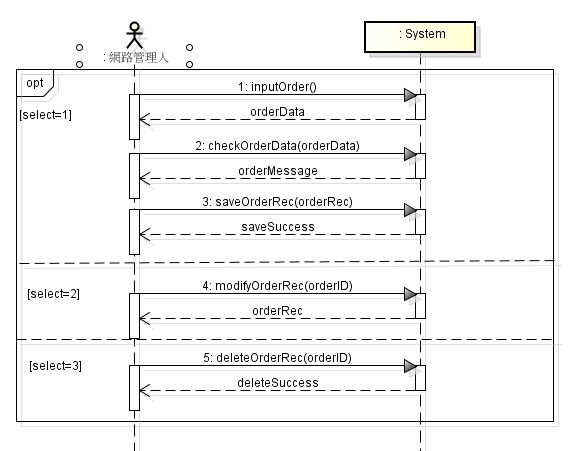 : 網路管理人
: System
opt
1: inputOrder()
[select=1]
orderData
2: checkOrderData(orderData)
orderMessage
3: saveOrderRec(orderRec)
saveSuccess
4: modifyOrderRec(orderID)
[select=2]
orderRec
5: deleteOrderRec(orderID)
[select=3]
deleteSuccess